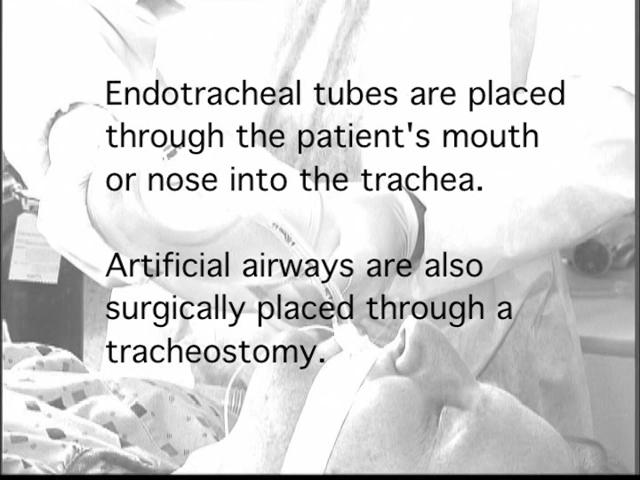 Endotracheal tubes are placed
through the patient's mouth
or nose into the trachea.
Artificial airways are also
surgically placed through a
tracheostomy.